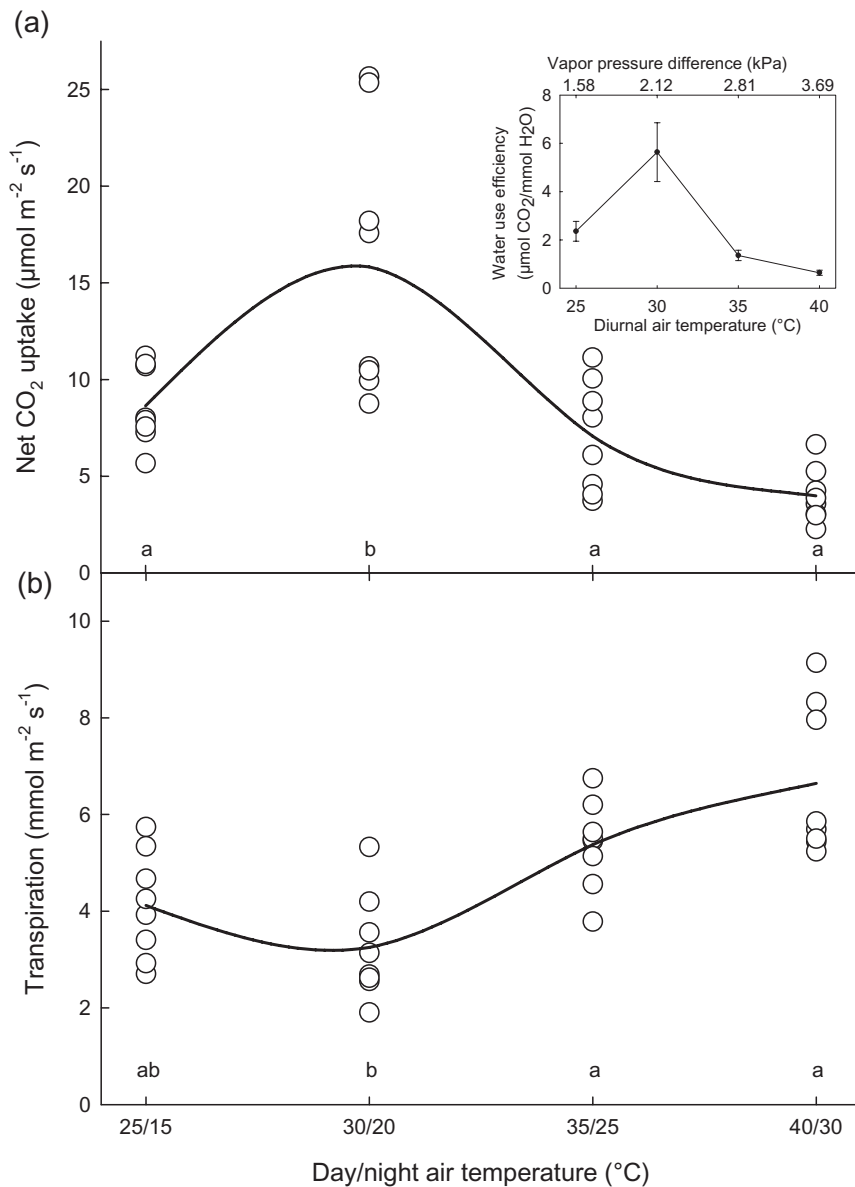 (a)
Net CO2 uptake (µmol m-2 s-1)
25
20
15
10
5
0
a b a a
Vapor pressure difference (kPa)
1.58 2.12 2.81 3.69
Water use efficiency
(µmol CO2/mmol H2O)
8
6
4
2
0
25 30 35 40
Diurnal air temperature (°C)
(b)
Transpiration (mmol m-2 s-1)
10
8
6
4
2
0
ab b a a
25/15 30/20 35/25 40/30
Day/night air temperature (°C)